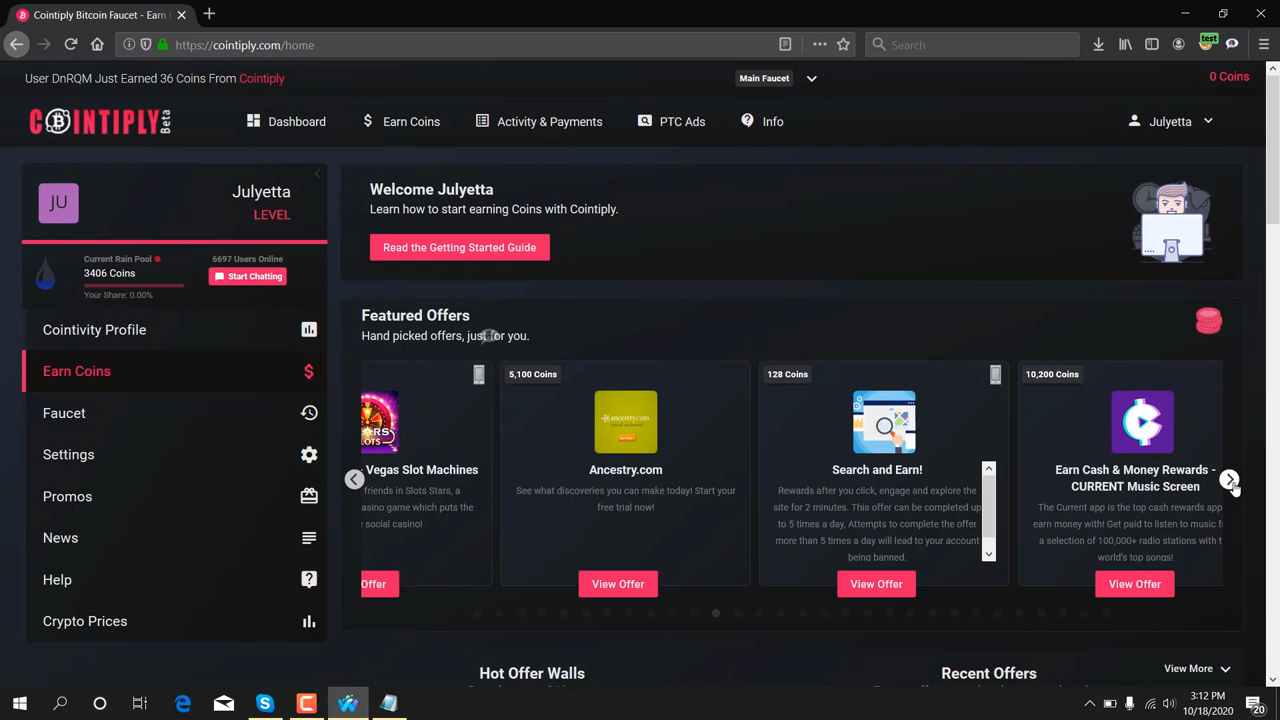 Cointiply Bitcoin Faucet - Earn
https://cointiply.com/home
Search
test
User DnRQM Just Earned 36 Coins From Cointiply
Main Faucet
0 Coins
COINTIPLY Beta
Dashboard
$ Earn Coins
Activity & Payments
PTC Ads
Info
Julyetta
JU
Julyetta
LEVEL
Current Rain Pool
3406 Coins
Your Share: 0.00%
6697 Users Online
Start Chatting
Cointivity Profile
Earn Coins $
Faucet
Settings
Promos
News
Help
Crypto Prices
Welcome Julyetta
Learn how to start earning Coins with Cointiply.
Read the Getting Started Guide
Featured Offers
Hand picked offers, just for you.
Vegas Slot Machines
friends in Slots Stars, a
casino game which puts the
social casino!
Offer
5,100 Coins
ancestry.com
Ancestry.com
See what discoveries you can make today! Start your
free trial now!
View Offer
128 Coins
Search and Earn!
Rewards after you click, engage and explore the
site for 2 minutes. This offer can be completed up
to 5 times a day, Attempts to complete the offer
more than 5 times a day will lead to your account
being banned.
View Offer
10,200 Coins
Earn Cash & Money Rewards -
CURRENT Music Screen
The Current app is the top cash rewards app
earn money with! Get paid to listen to music f
a selection of 100,000+ radio stations with t
world's top songs!
View Offer
Hot Offer Walls
Recent Offers
View More
3:12 PM
10/18/2020
20